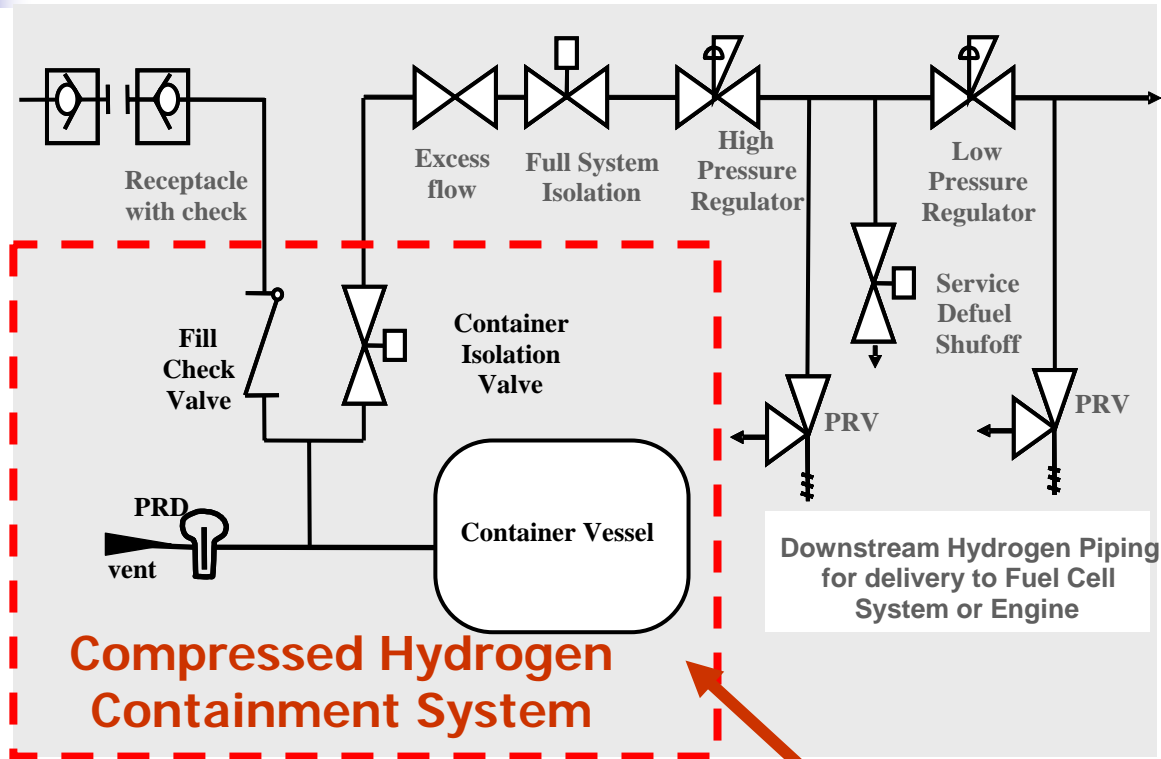 Receptacle
with check
Excess
flow
Full System
Isolation
High
Pressure
Regulator
Low
Pressure
Regulator
Fill
Check
Valve
Container
Isolation
Valve
Service
Defuel
Shufoff
PRV
PRV
PRD
vent
Container Vessel
Downstream Hydrogen Piping
for delivery to Fuel Cell
System or Engine
Compressed Hydrogen
Containment System